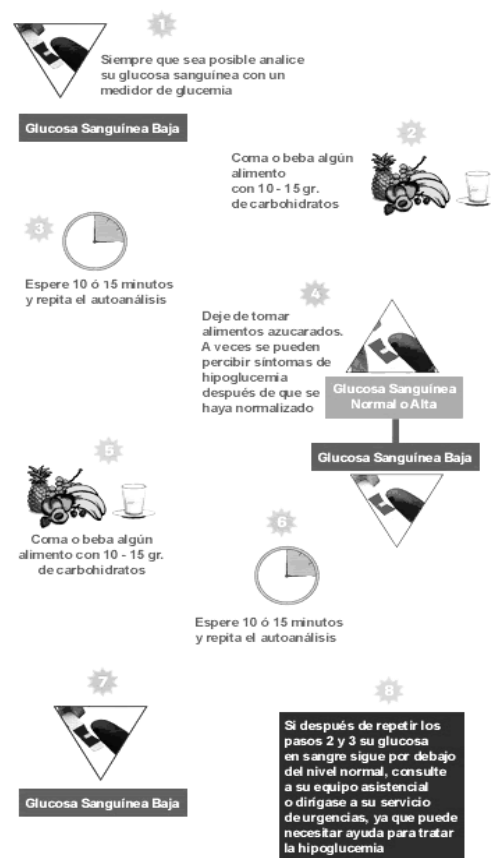 1
Siempre que sea posible analice
su glucosa sanguínea con un
medidor de glucemia
Glucosa Sanguínea Baja
2
Coma o beba algún
alimento
con 10 - 15 gr.
de carbohidratos
3
Espere 10 ó 15 minutos
y repita el autoanálisis
4
Deje de tomar
alimentos azucarados.
A veces se pueden
percibir síntomas de
hipoglucemia
después de que se
haya normalizado
Glucosa Sanguínea
Normal o Alta
Glucosa Sanguínea Baja
5
Coma o beba algún
alimento con 10 - 15 gr.
de carbohidratos
6
Espere 10 ó 15 minutos
y repita el autoanálisis
7
Glucosa Sanguínea Baja
8
Si después de repetir los
pasos 2 y 3 su glucosa
en sangre sigue por debajo
del nivel normal, consulte
a su equipo asistencial
o dirígase a su servicio
de urgencias, ya que puede
necesitar ayuda para tratar
la hipoglucemia